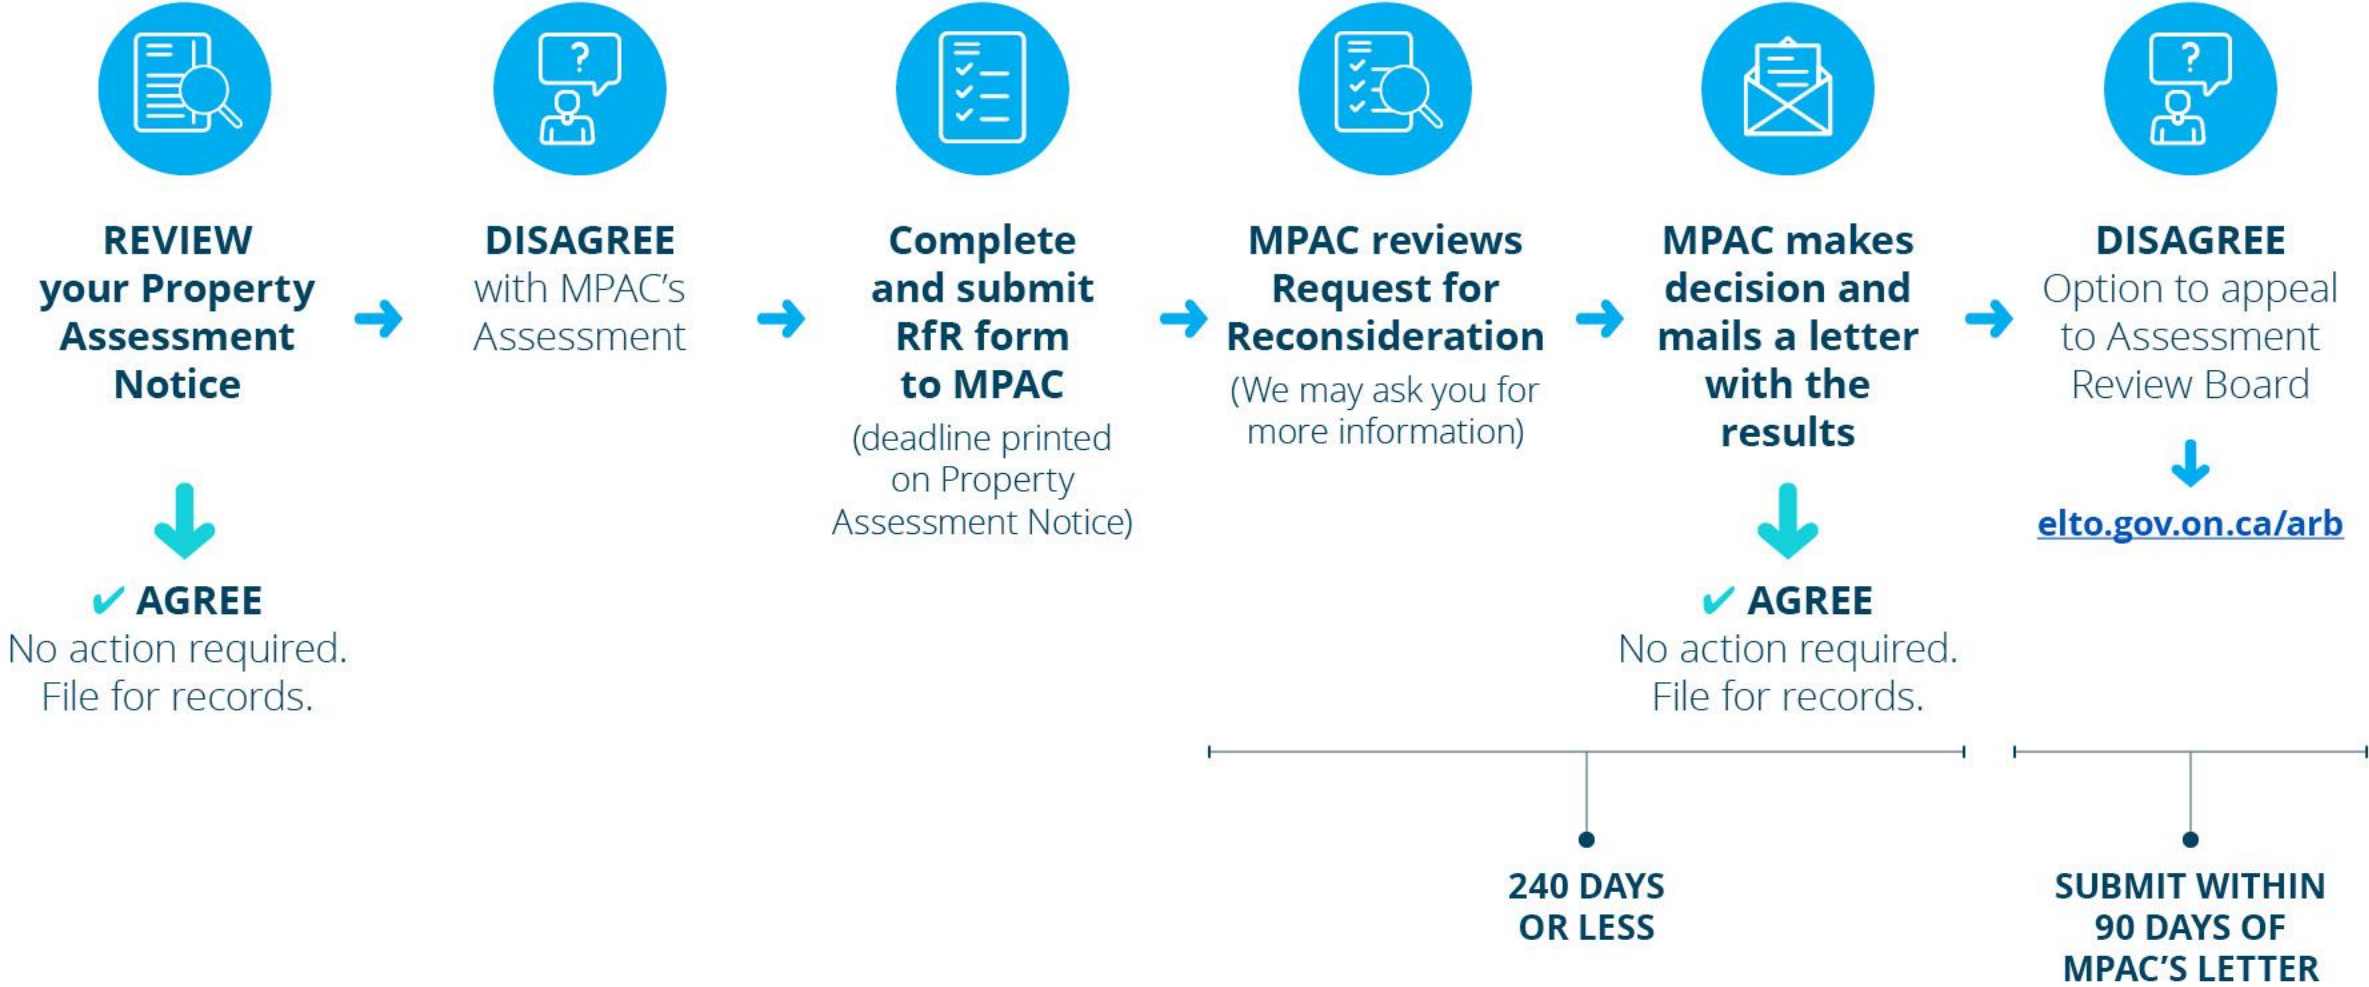 REVIEW
your Property
Assessment
Notice
✔ AGREE
No action required.
File for records.
DISAGREE
with MPAC’s
Assessment
Complete
and submit
RfR form
to MPAC
(deadline printed
on Property
Assessment Notice)
MPAC reviews
Request for
Reconsideration
(We may ask you for
more information)
MPAC makes
decision and
mails a letter
with the
results
✔ AGREE
No action required.
File for records.
240 DAYS
OR LESS
?
DISAGREE
Option to appeal
to Assessment
Review Board
elto.gov.on.ca/arb
SUBMIT WITHIN
90 DAYS OF
MPAC’S LETTER